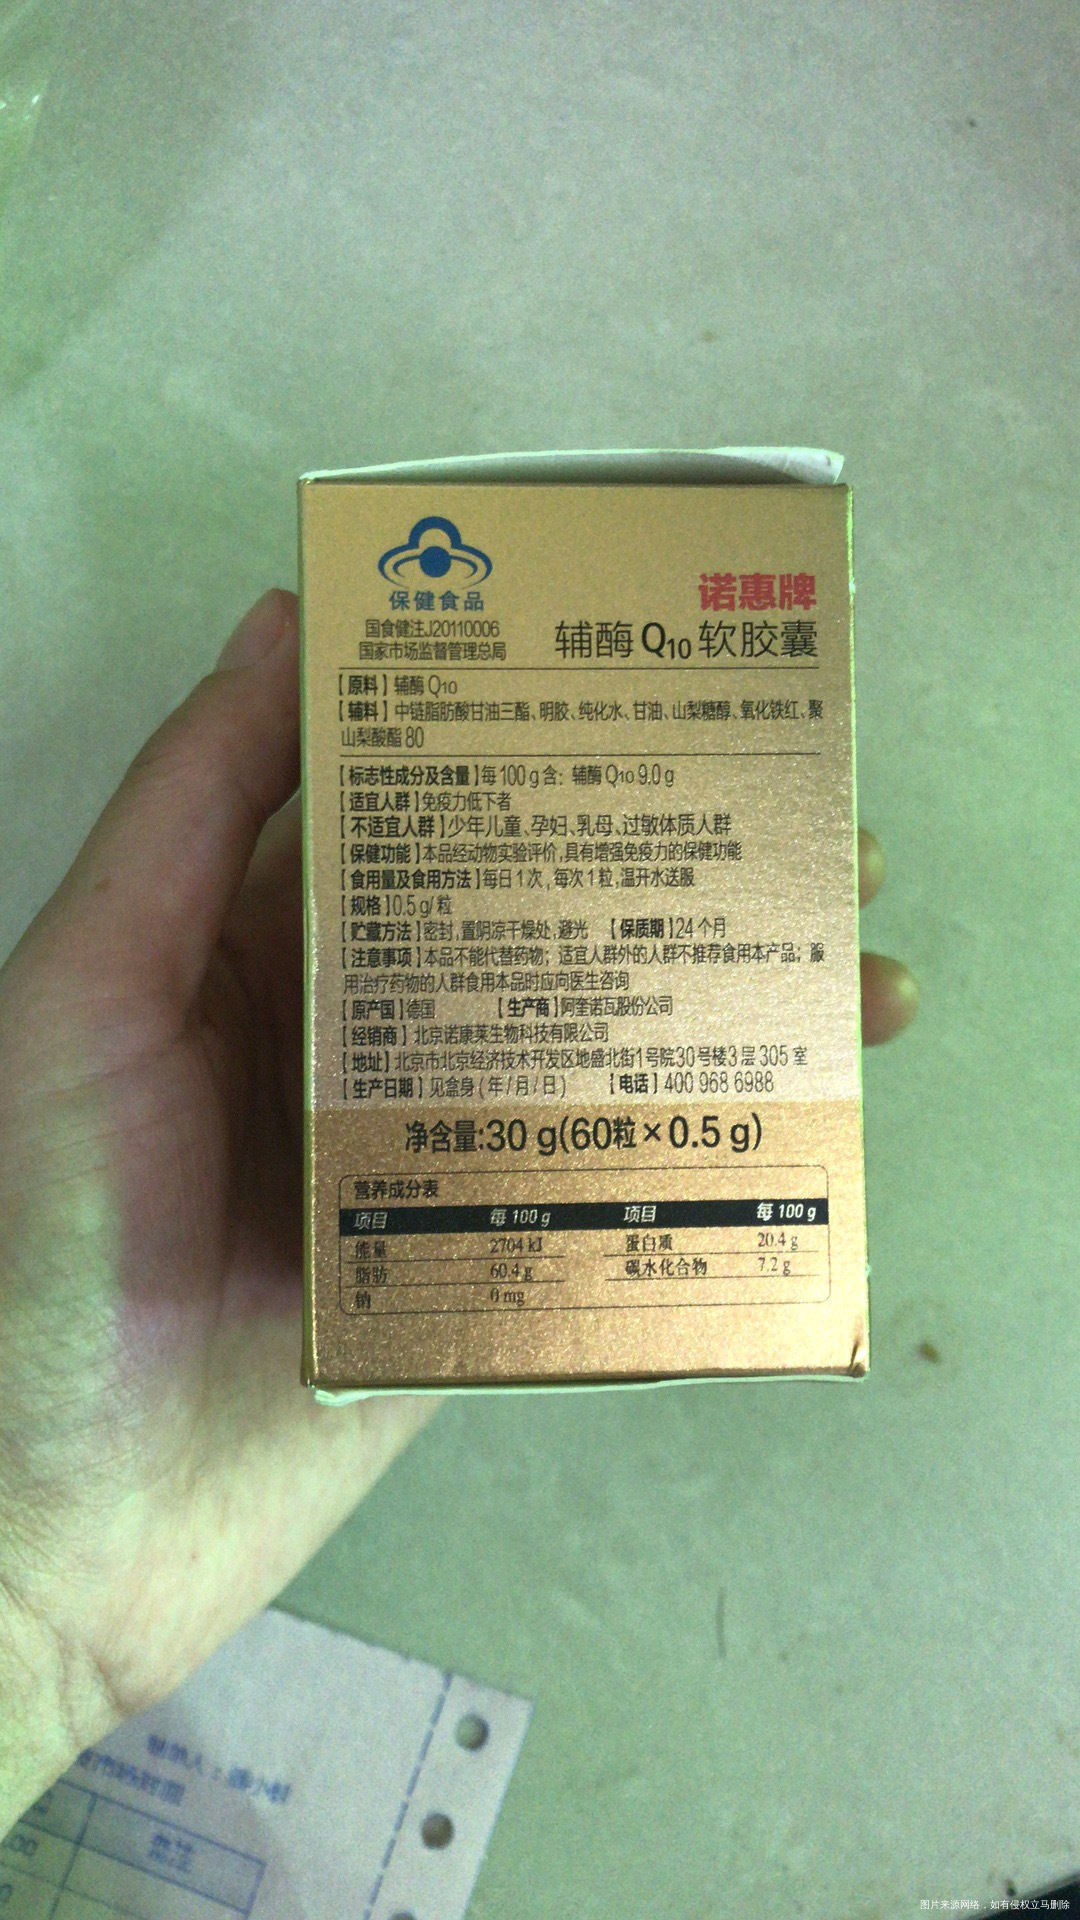 保健食品
国食健注J20110006
国家市场监督管理总局
诺惠牌
辅酶Q10软胶囊
【原料】辅酶Q10
【辅料】中链脂肪酸甘油三酯、明胶、纯化水、甘油、山梨糖醇、氧化铁红、聚
山梨酸酯80
【标志性成分及含量】每100g含：辅酶Q10 9.0g
【适宜人群】免疫力低下者
【不适宜人群】少年儿童、孕妇、乳母、过敏体质人群
【保健功能】本品经动物实验评价,具有增强免疫力的保健功能
【食用量及食用方法】每日1次,每次1粒,温开水送服
【规格】0.5g/粒
【贮藏方法】密封,置阴凉干燥处,避光 【保质期】24个月
【注意事项】本品不能代替药物；适宜人群外的人群不推荐食用本产品；服
用治疗药物的人群食用本品时应向医生咨询
【原产国】德国 【生产商】阿奎诺瓦股份公司
【经销商】北京诺康莱生物科技有限公司
【地址】北京市北京经济技术开发区地盛北街1号院30号楼3层305室
【生产日期】见盒身(年/月/日) 【电话】400 968 6988
净含量:30 g(60粒×0.5 g)
营养成分表
项目 每100g 项目 每100g
能量 2704 kJ 蛋白质 20.4 g
脂肪 60.4 g 碳水化合物 7.2 g
钠 0 mg
备注
图片来源网络，如有侵权立马删除